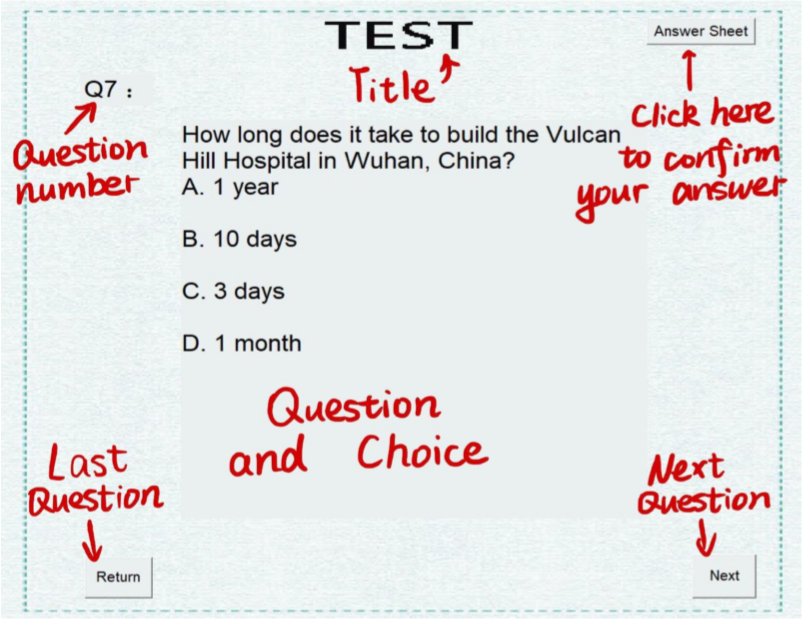 TEST
Answer Sheet
Title
Q7 :
Click here
to confirm
your answer
Question
number
How long does it take to build the Vulcan
Hill Hospital in Wuhan, China?
A. 1 year
B. 10 days
C. 3 days
D. 1 month
Question
and Choice
Last
Question
Next
Question
Return
Next